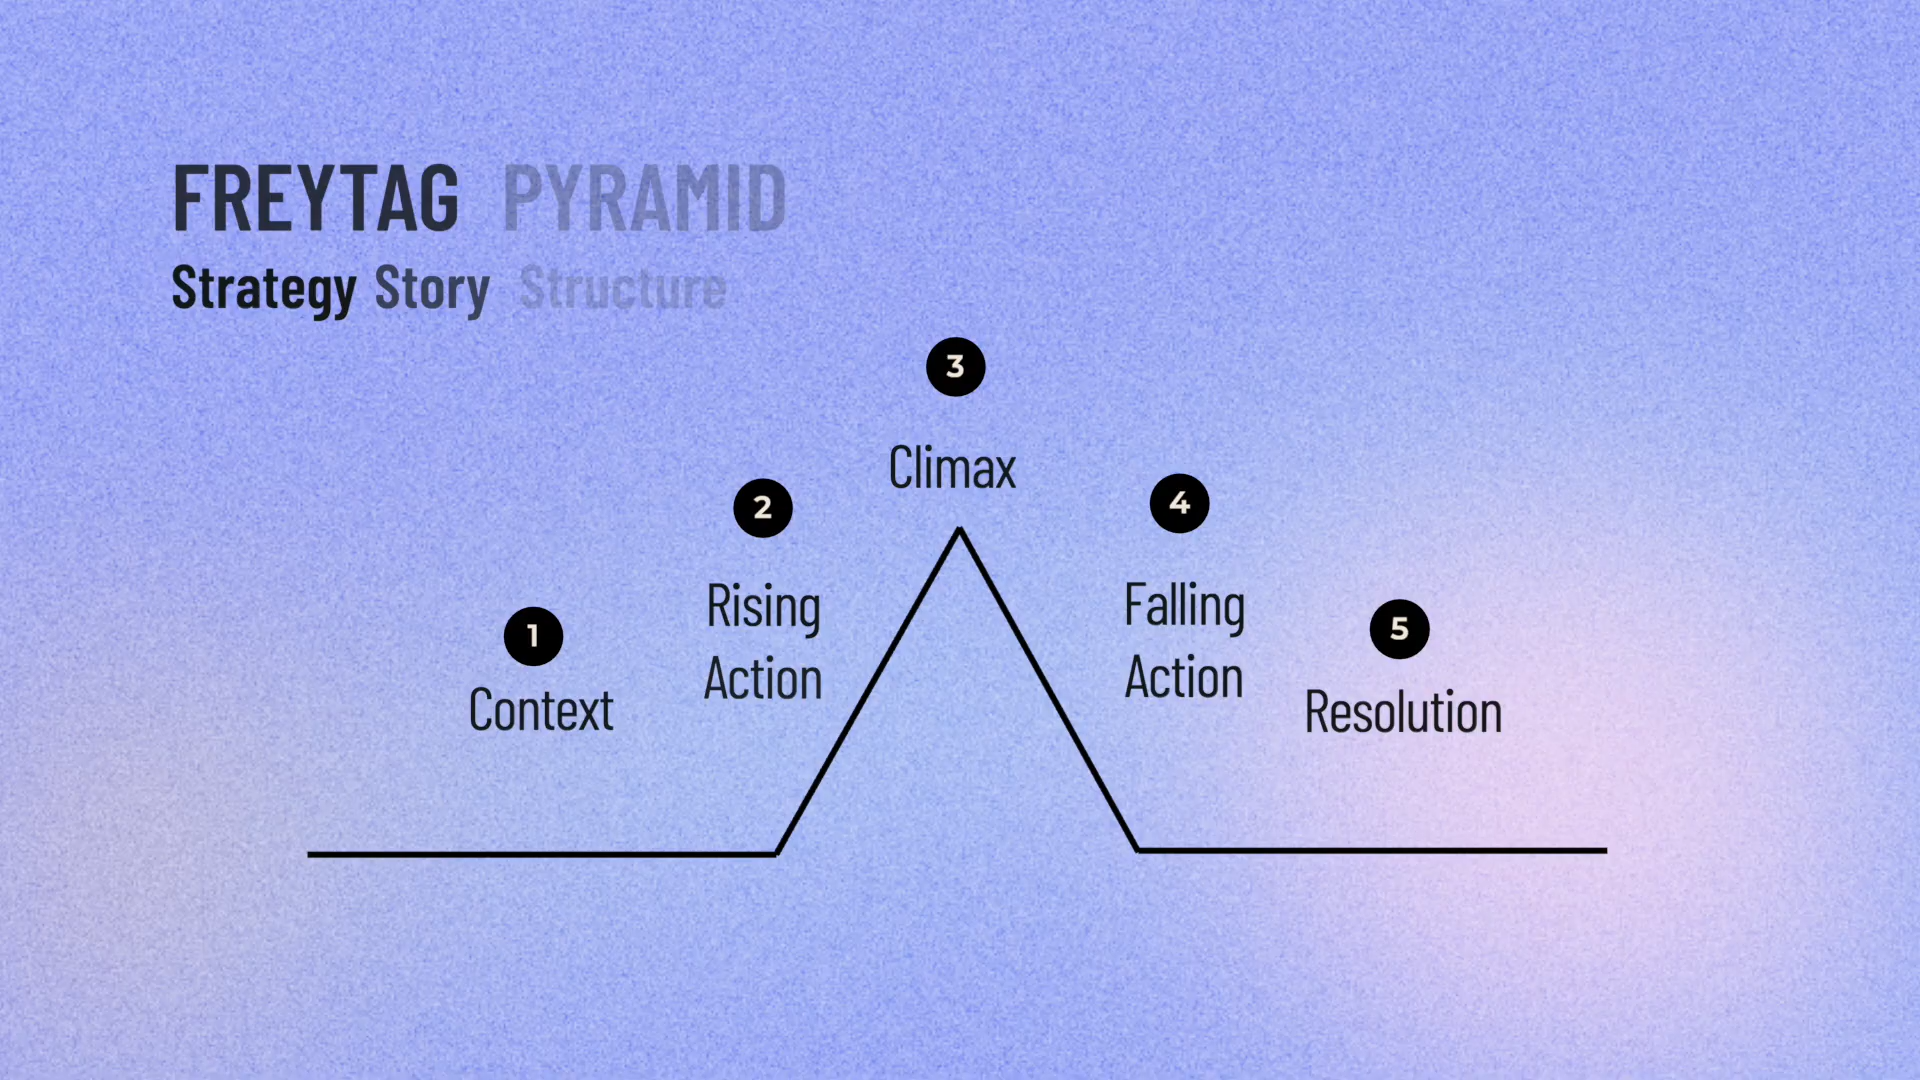 FREYTAG PYRAMID
Strategy Story Structure
1
Context
2
Rising
Action
3
Climax
4
Falling
Action
5
Resolution